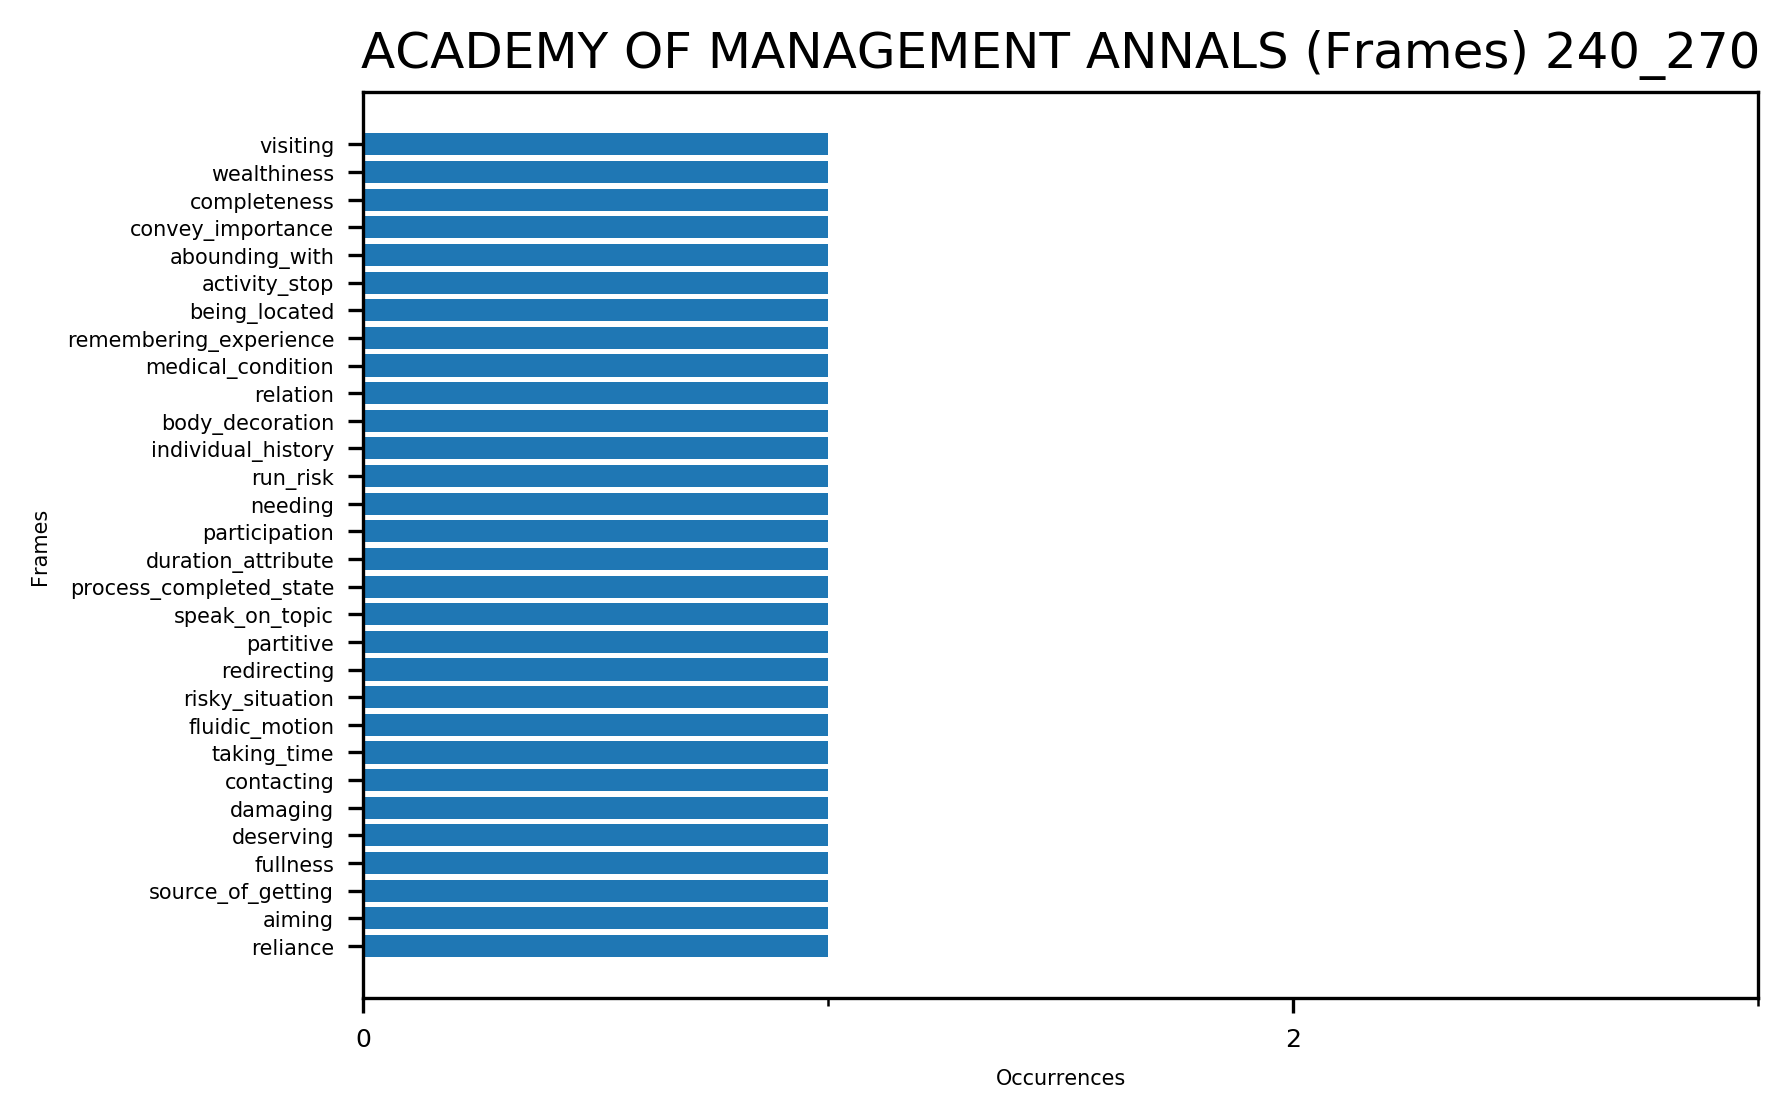 ACADEMY OF MANAGEMENT ANNALS (Frames) 240_270
visiting
wealthiness
completeness
convey_importance
abounding_with
activity_stop
being_located
remembering_experience
medical_condition
relation
body_decoration
individual_history
run_risk
needing
participation
duration_attribute
process_completed_state
speak_on_topic
partitive
redirecting
risky_situation
fluidic_motion
taking_time
contacting
damaging
deserving
fullness
source_of_getting
aiming
reliance
Frames
0 2
Occurrences